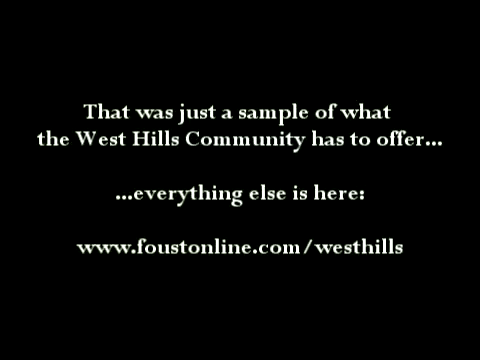 That was just a sample of what
the West Hills Community has to offer...
...everything else is here:
www.foustonline.com/westhills